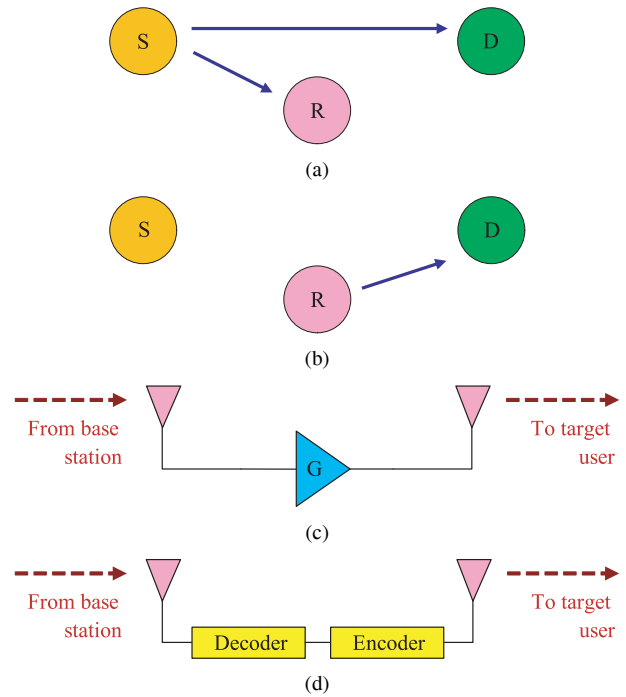 S
D
R
(a)
S
D
R
(b)
From base
station
G
To target
user
(c)
From base
station
Decoder
Encoder
To target
user
(d)